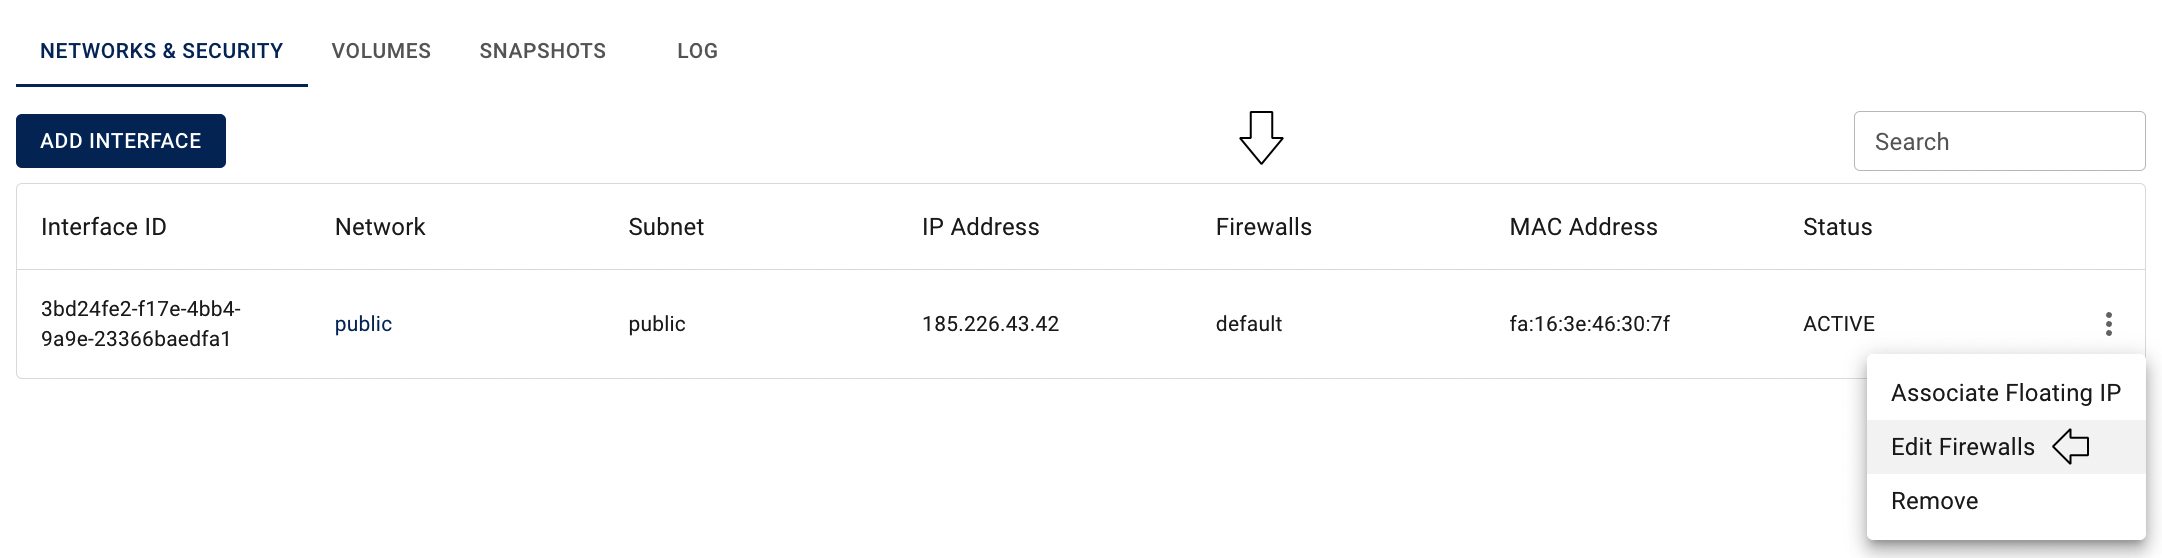 NETWORKS & SECURITY VOLUMES SNAPSHOTS LOG
ADD INTERFACE Search
Interface ID Network Subnet IP Address Firewalls MAC Address Status
3bd24fe2-f17e-4bb4-
9a9e-23366baedfa1 public public 185.226.43.42 default fa:16:3e:46:30:7f ACTIVE
Associate Floating IP
Edit Firewalls
Remove